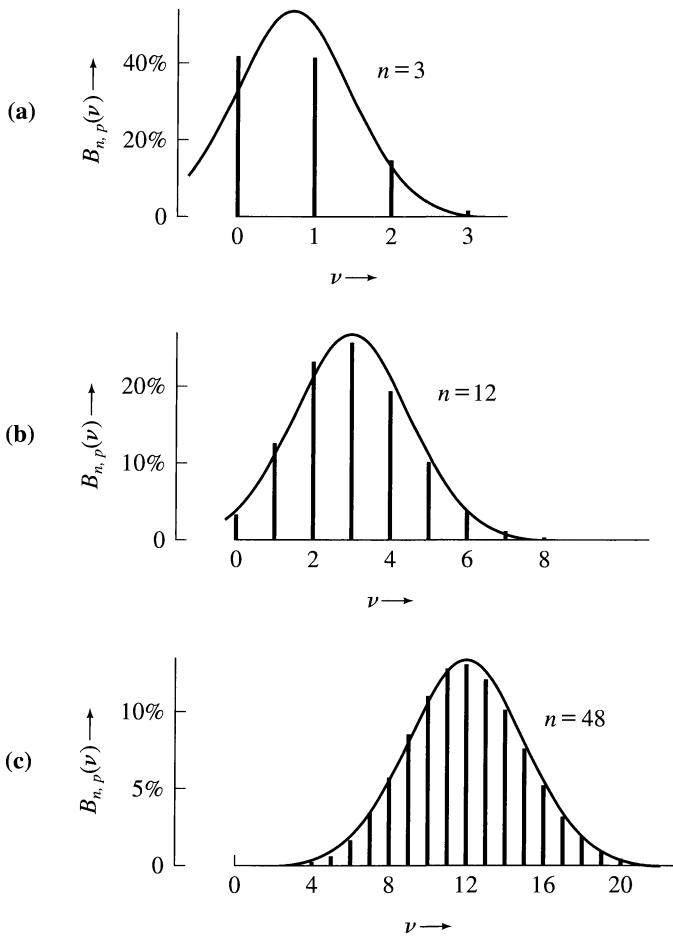 (a)
B_{n, p}(ν) →
40%
20%
0
n = 3
0 1 2 3
ν →
(b)
B_{n, p}(ν) →
20%
10%
0
n = 12
0 2 4 6 8
ν →
(c)
B_{n, p}(ν) →
10%
5%
0
n = 48
0 4 8 12 16 20
ν →